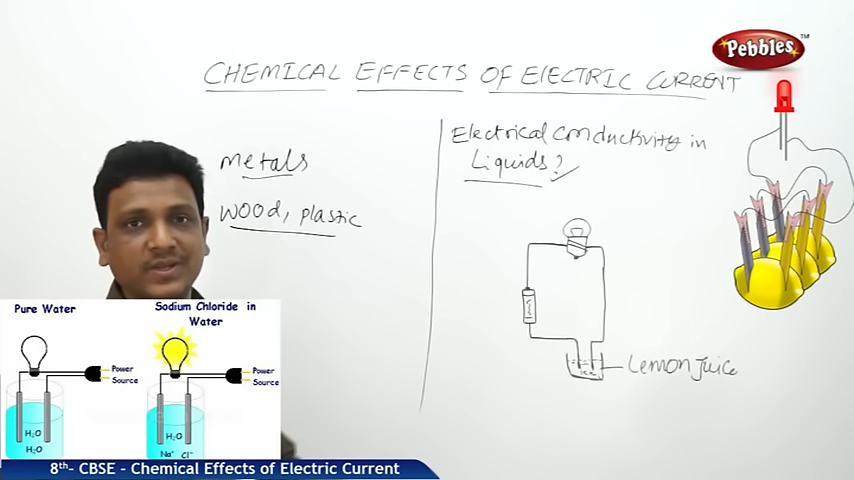 Pebbles™
CHEMICAL EFFECTS OF ELECTRIC CURRENT
metals
wood, plastic
Electrical conductivity in
Liquids?
Lemon Juice
Pure Water
Power
Source
H₂O
H₂O
Sodium Chloride in
Water
Power
Source
H₂O
Na⁺ Cl⁻
8th- CBSE - Chemical Effects of Electric Current